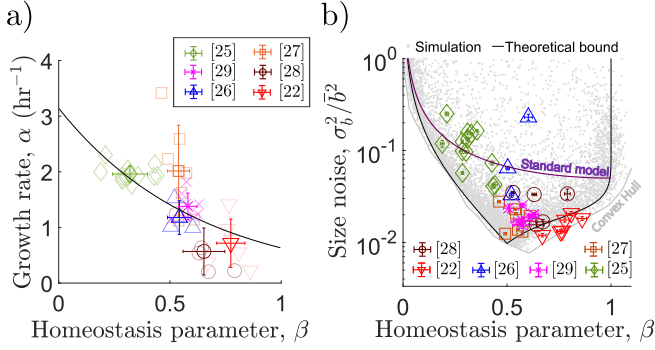 a)
Growth rate, α (hr⁻¹)
5
4
3
2
1
0
0
0.5
1
Homeostasis parameter, β
[25]
[27]
[29]
[28]
[26]
[22]
b)
Size noise, σ_b²/b̄²
10⁰
10⁻¹
10⁻²
Simulation
Theoretical bound
Standard model
Convex Hull
[28]
[27]
[22]
[26]
[29]
[25]
0
0.5
1
Homeostasis parameter, β